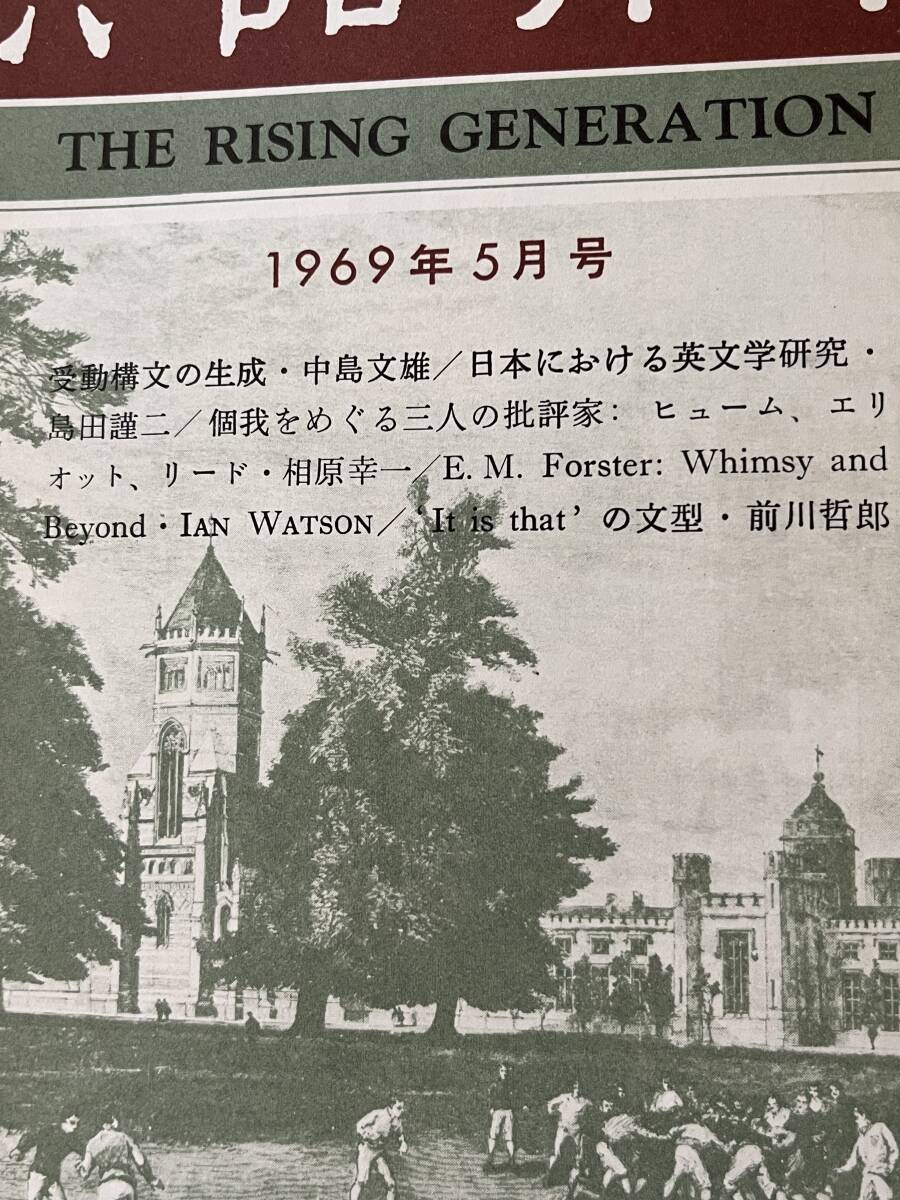 THE RISING GENERATION
1969年5月号
受動構文の生成・中島文雄／日本における英文学研究・
島田謹二／個我をめぐる三人の批評家: ヒューム、エリ
オット、リード・相原幸一／E. M. Forster: Whimsy and
Beyond・IAN WATSON／‘It is that’ の文型・前川哲郎